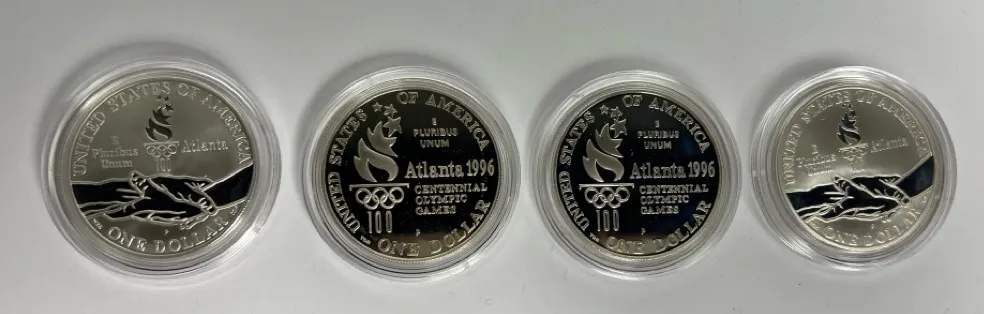 UNITED STATES OF AMERICA
E
Pluribus
Unum
Atlanta
100
P
ONE DOLLAR
UNITED STATES OF AMERICA
E
PLURIBUS
UNUM
Atlanta 1996
CENTENNIAL
OLYMPIC
GAMES
100
P
ONE DOLLAR
UNITED STATES OF AMERICA
E
PLURIBUS
UNUM
Atlanta 1996
CENTENNIAL
OLYMPIC
GAMES
100
P
ONE DOLLAR
UNITED STATES OF AMERICA
E
Pluribus
Unum
Atlanta
100
ONE DOLLAR